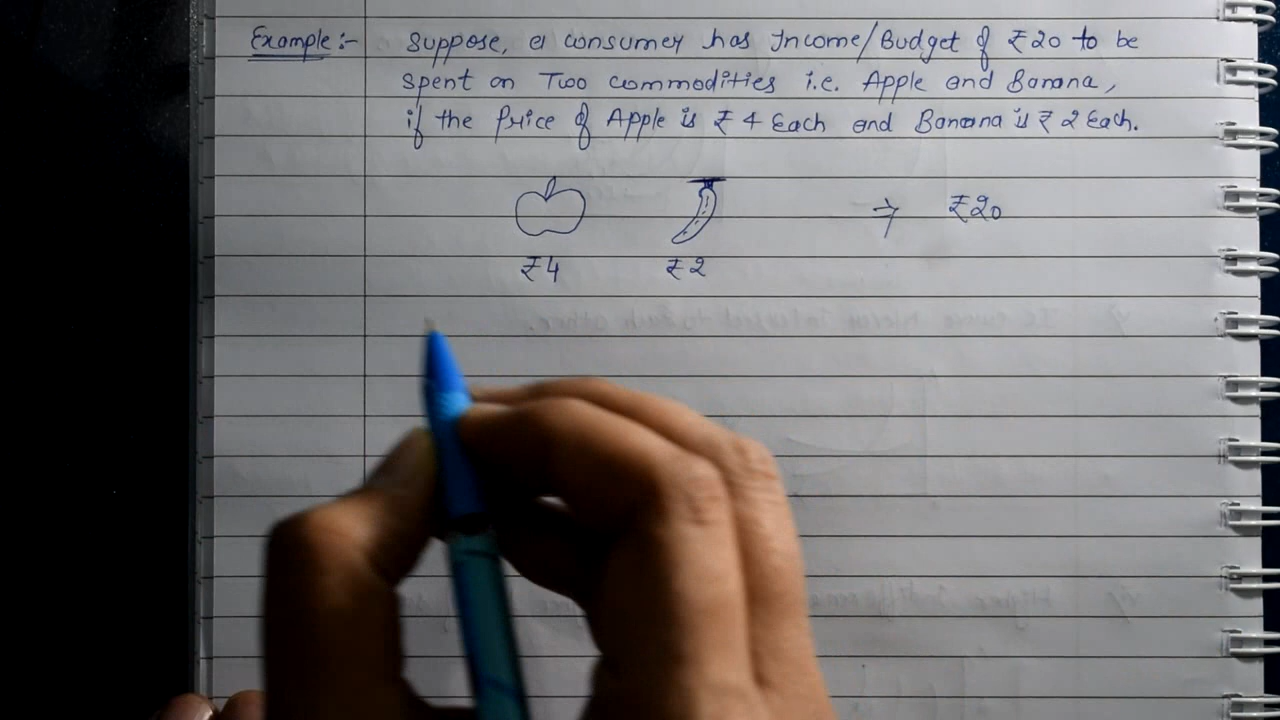 Example :- Suppose, a consumer has Income/Budget of ₹20 to be
spent on Two commodities i.e. Apple and Banana,
if the Price of Apple is ₹ 4 Each and Banana is ₹ 2 Each.
⇒ ₹20
₹4 ₹2